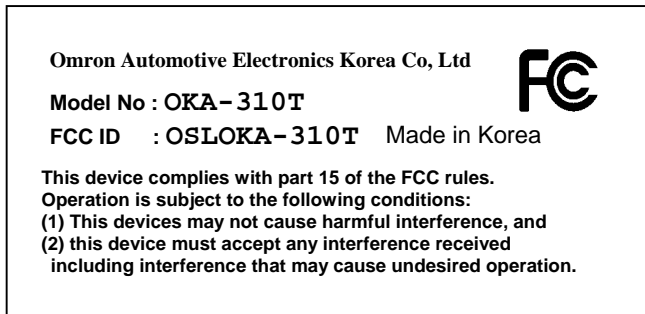 Omron Automotive Electronics Korea Co, Ltd
FC
Model No : OKA-310T
FCC ID : OSLOKA-310T Made in Korea
This device complies with part 15 of the FCC rules.
Operation is subject to the following conditions:
(1) This devices may not cause harmful interference, and
(2) this device must accept any interference received
including interference that may cause undesired operation.